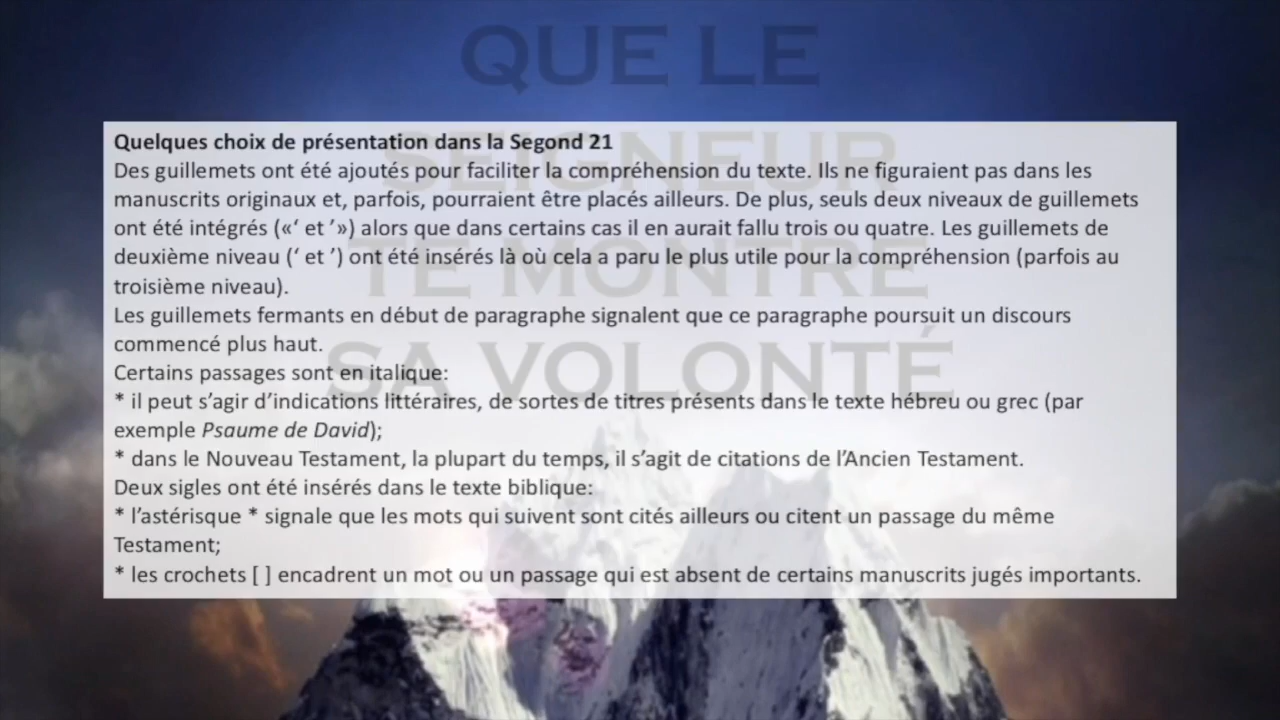 QUE LE
SEIGNEUR
TE MONTRE
SA VOLONTÉ
Quelques choix de présentation dans la Segond 21
Des guillemets ont été ajoutés pour faciliter la compréhension du texte. Ils ne figuraient pas dans les
manuscrits originaux et, parfois, pourraient être placés ailleurs. De plus, seuls deux niveaux de guillemets
ont été intégrés («‘ et ’») alors que dans certains cas il en aurait fallu trois ou quatre. Les guillemets de
deuxième niveau (‘ et ’) ont été insérés là où cela a paru le plus utile pour la compréhension (parfois au
troisième niveau).
Les guillemets fermants en début de paragraphe signalent que ce paragraphe poursuit un discours
commencé plus haut.
Certains passages sont en italique:
* il peut s’agir d’indications littéraires, de sortes de titres présents dans le texte hébreu ou grec (par
exemple Psaume de David);
* dans le Nouveau Testament, la plupart du temps, il s’agit de citations de l’Ancien Testament.
Deux sigles ont été insérés dans le texte biblique:
* l’astérisque * signale que les mots qui suivent sont cités ailleurs ou citent un passage du même
Testament;
* les crochets [ ] encadrent un mot ou un passage qui est absent de certains manuscrits jugés importants.